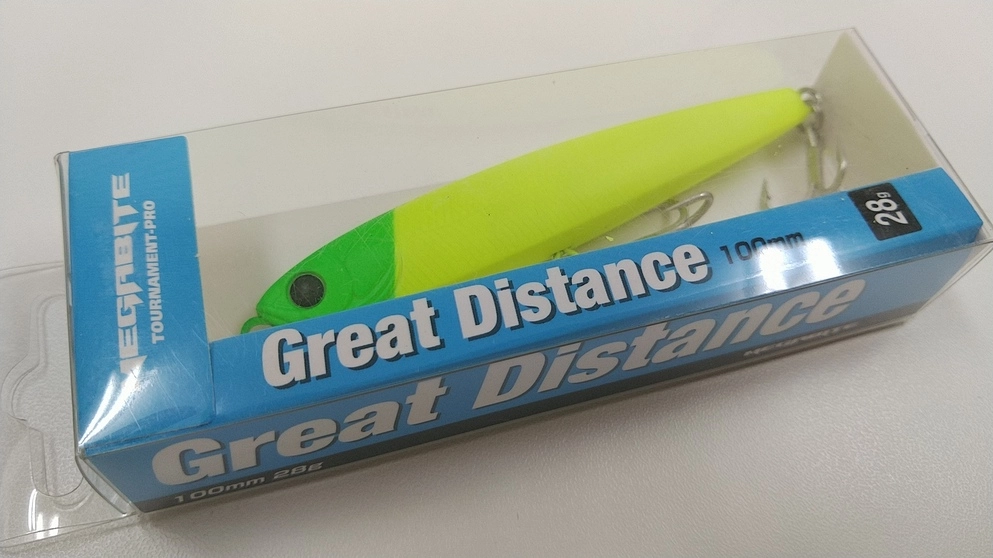 MEGABITE
TOURNAMENT-PRO
Great Distance 100mm
28g
Great Distance
100mm 28g